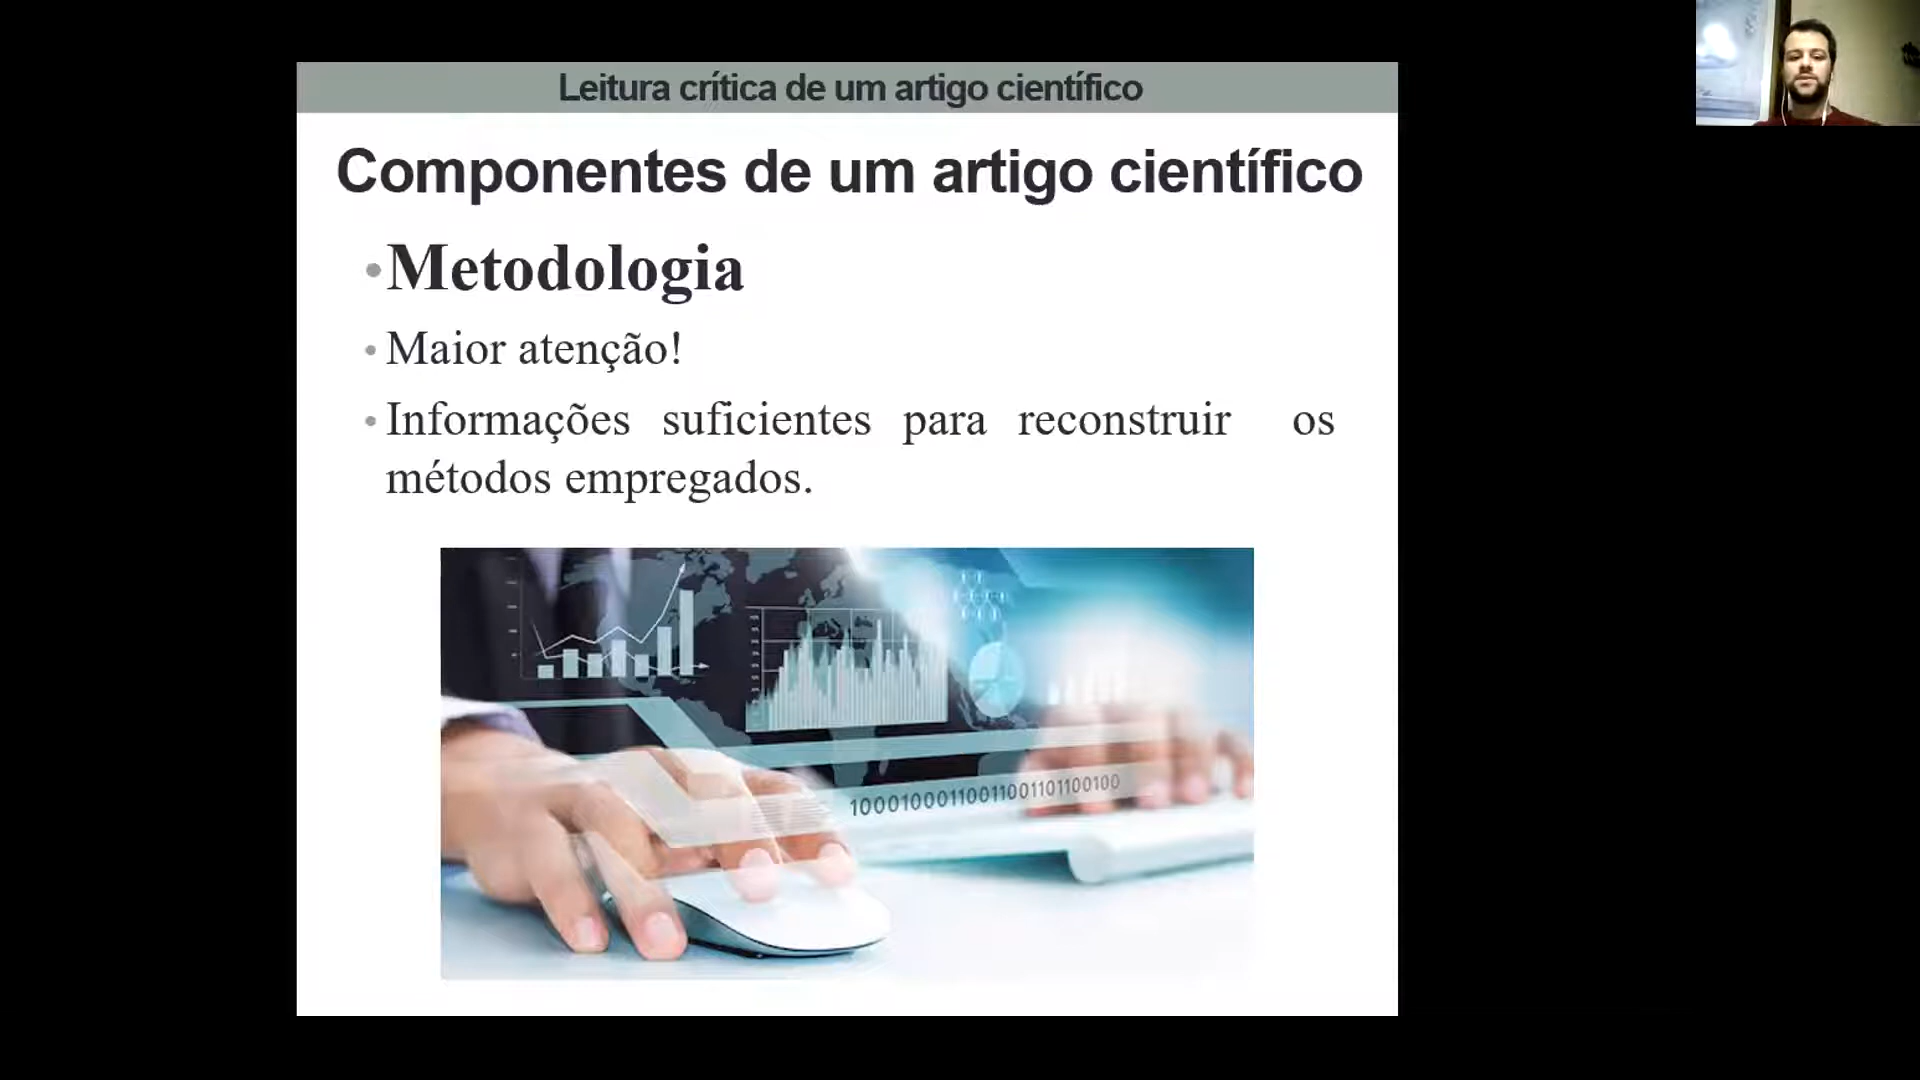 Leitura crítica de um artigo científico
Componentes de um artigo científico
•Metodologia
• Maior atenção!
• Informações suficientes para reconstruir os
métodos empregados.
10001000110011001101100100